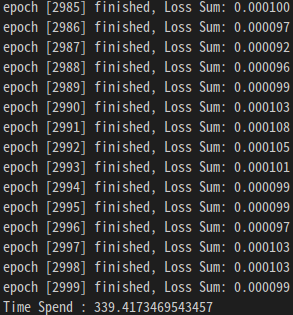 epoch [2985] finished, Loss Sum: 0.000100
epoch [2986] finished, Loss Sum: 0.000097
epoch [2987] finished, Loss Sum: 0.000092
epoch [2988] finished, Loss Sum: 0.000096
epoch [2989] finished, Loss Sum: 0.000099
epoch [2990] finished, Loss Sum: 0.000103
epoch [2991] finished, Loss Sum: 0.000108
epoch [2992] finished, Loss Sum: 0.000105
epoch [2993] finished, Loss Sum: 0.000101
epoch [2994] finished, Loss Sum: 0.000099
epoch [2995] finished, Loss Sum: 0.000099
epoch [2996] finished, Loss Sum: 0.000097
epoch [2997] finished, Loss Sum: 0.000103
epoch [2998] finished, Loss Sum: 0.000103
epoch [2999] finished, Loss Sum: 0.000099
Time Spend : 339.4173469543457